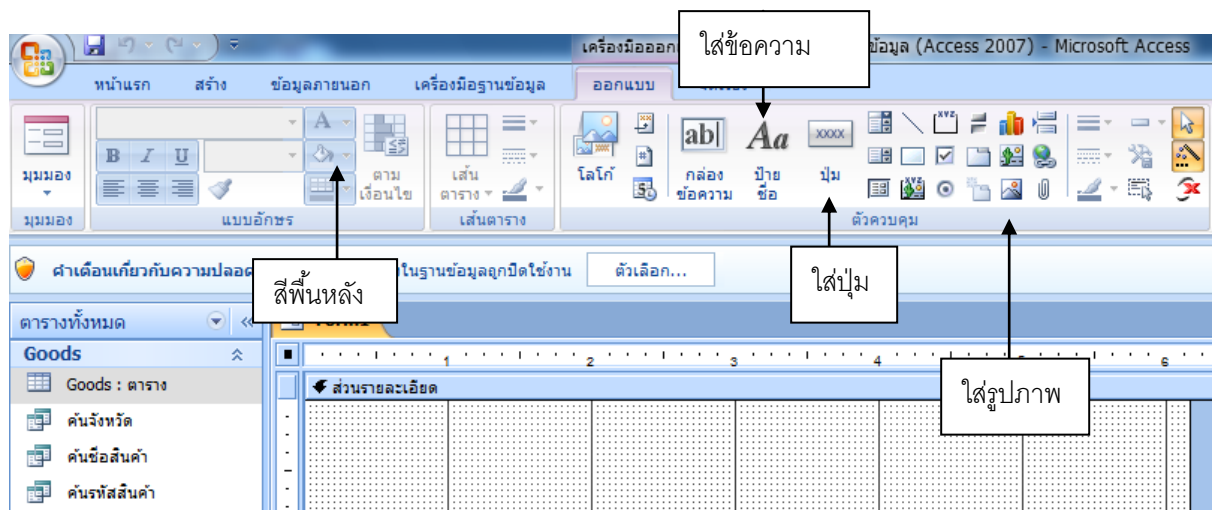 ใส่ข้อความ
เครื่องมือออก ข้อมูล (Access 2007) - Microsoft Access
หน้าแรก สร้าง ข้อมูลภายนอก เครื่องมือฐานข้อมูล ออกแบบ
B I U
มุมมอง
ตาม
เงื่อนไข
เส้น
ตาราง
โลโก้
ab|
กล่อง
ข้อความ
Aa
ป้าย
ชื่อ
XXXX
ปุ่ม
มุมมอง แบบอักษร เส้นตาราง ตัวควบคุม
คำเตือนเกี่ยวกับความปลอด ในฐานข้อมูลถูกปิดใช้งาน ตัวเลือก...
สีพื้นหลัง
ใส่ปุ่ม
ใส่รูปภาพ
ตารางทั้งหมด
Goods
Goods : ตาราง
ค้นจังหวัด
ค้นชื่อสินค้า
ค้นรหัสสินค้า
1 2 3 4 5 6
ส่วนรายละเอียด